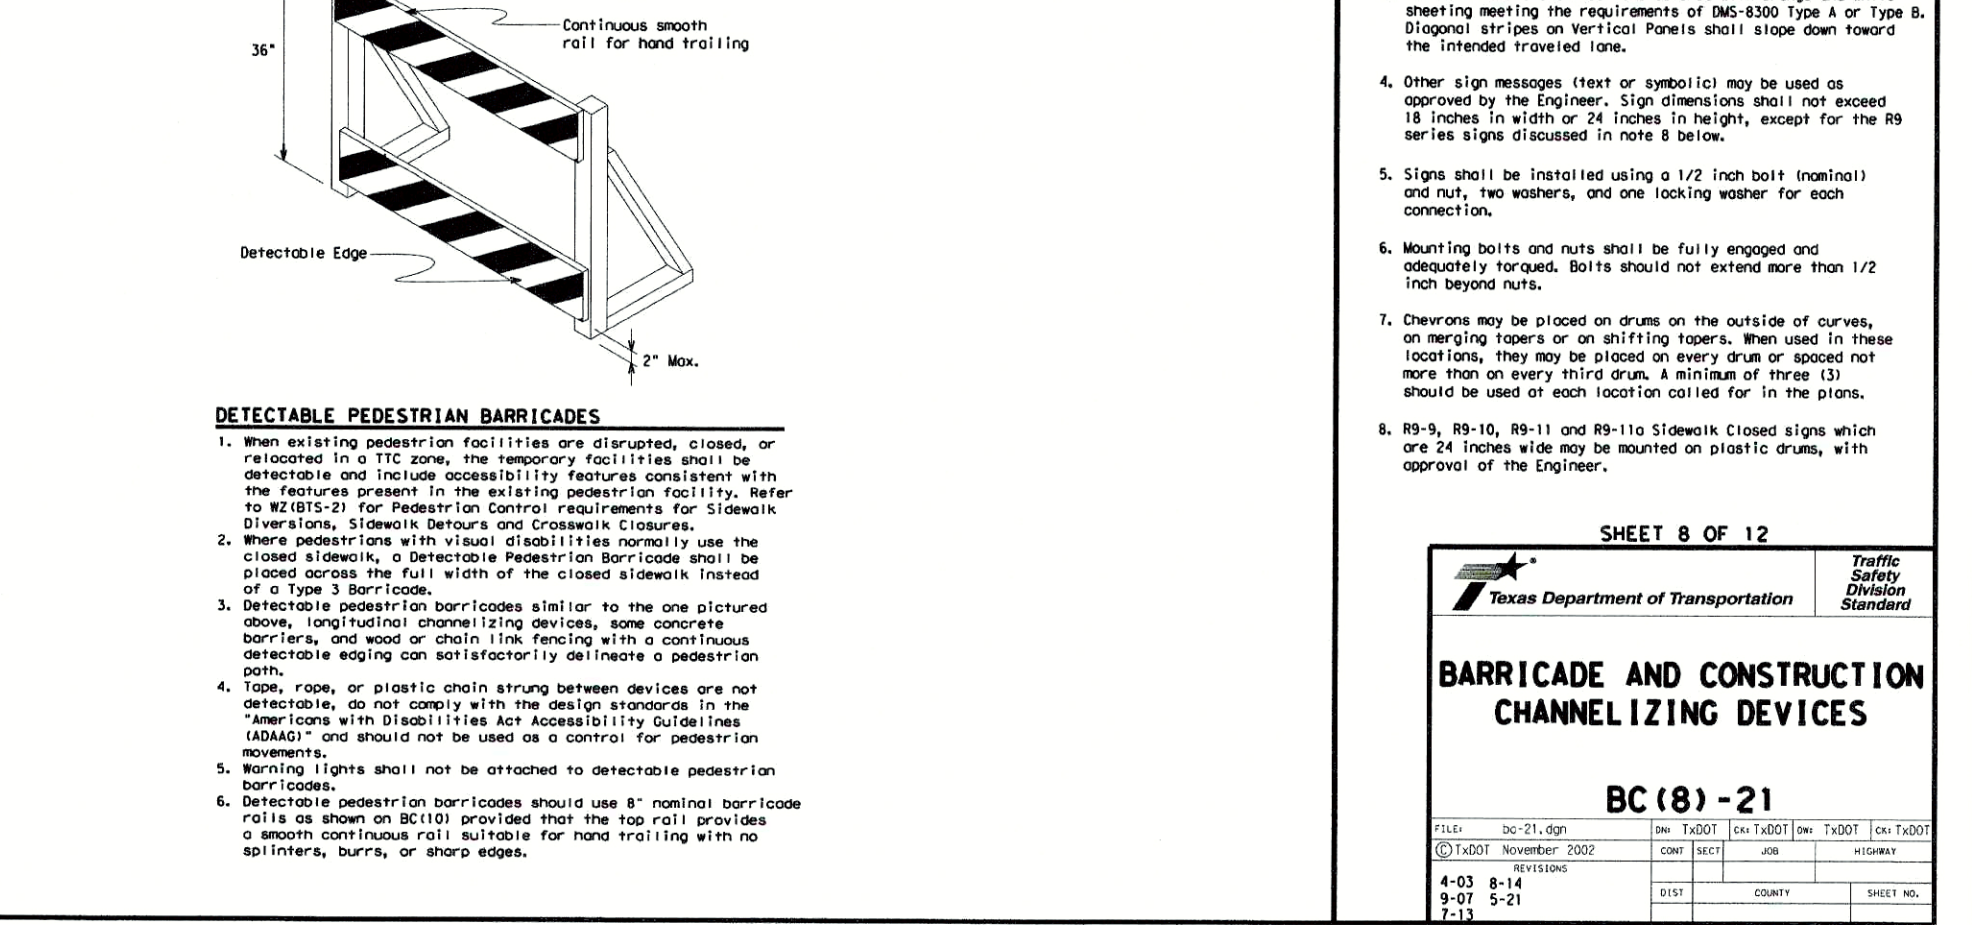 Continuous smooth
rail for hand trailing
36"
Detectable Edge
2" Max.
DETECTABLE PEDESTRIAN BARRICADES
1. When existing pedestrian facilities are disrupted, closed, or
relocated in a TTC zone, the temporary facilities shall be
detectable and include accessibility features consistent with
the features present in the existing pedestrian facility. Refer
to WZ(BTS-2) for Pedestrian Control requirements for Sidewalk
Diversions, Sidewalk Detours and Crosswalk Closures.
2. Where pedestrians with visual disabilities normally use the
closed sidewalk, a Detectable Pedestrian Barricade shall be
placed across the full width of the closed sidewalk instead
of a Type 3 Barricade.
3. Detectable pedestrian barricades similar to the one pictured
above, longitudinal channelizing devices, some concrete
barriers, and wood or chain link fencing with a continuous
detectable edging can satisfactorily delineate a pedestrian
path.
4. Tape, rope, or plastic chain strung between devices are not
detectable, do not comply with the design standards in the
"Americans with Disabilities Act Accessibility Guidelines
(ADAAG)" and should not be used as a control for pedestrian
movements.
5. Warning lights shall not be attached to detectable pedestrian
barricades.
6. Detectable pedestrian barricades should use 8" nominal barricade
rails as shown on BC(10) provided that the top rail provides
a smooth continuous rail suitable for hand trailing with no
splinters, burrs, or sharp edges.
sheeting meeting the requirements of DMS-8300 Type A or Type B.
Diagonal stripes on Vertical Panels shall slope down toward
the intended traveled lane.
4. Other sign messages (text or symbolic) may be used as
approved by the Engineer. Sign dimensions shall not exceed
18 inches in width or 24 inches in height, except for the R9
series signs discussed in note 8 below.
5. Signs shall be installed using a 1/2 inch bolt (nominal)
and nut, two washers, and one locking washer for each
connection.
6. Mounting bolts and nuts shall be fully engaged and
adequately torqued. Bolts should not extend more than 1/2
inch beyond nuts.
7. Chevrons may be placed on drums on the outside of curves,
on merging tapers or on shifting tapers. When used in these
locations, they may be placed on every drum or spaced not
more than on every third drum. A minimum of three (3)
should be used at each location called for in the plans.
8. R9-9, R9-10, R9-11 and R9-11a Sidewalk Closed signs which
are 24 inches wide may be mounted on plastic drums, with
approval of the Engineer.
SHEET 8 OF 12
Texas Department of Transportation
Traffic
Safety
Division
Standard
BARRICADE AND CONSTRUCTION
CHANNELIZING DEVICES
BC(8)-21
FILE: bc-21.dgn DN: TxDOT CK: TxDOT DW: TxDOT CK: TxDOT
© TxDOT November 2002 CONT SECT JOB HIGHWAY
REVISIONS
4-03 8-14
9-07 5-21
7-13
DIST COUNTY SHEET NO.